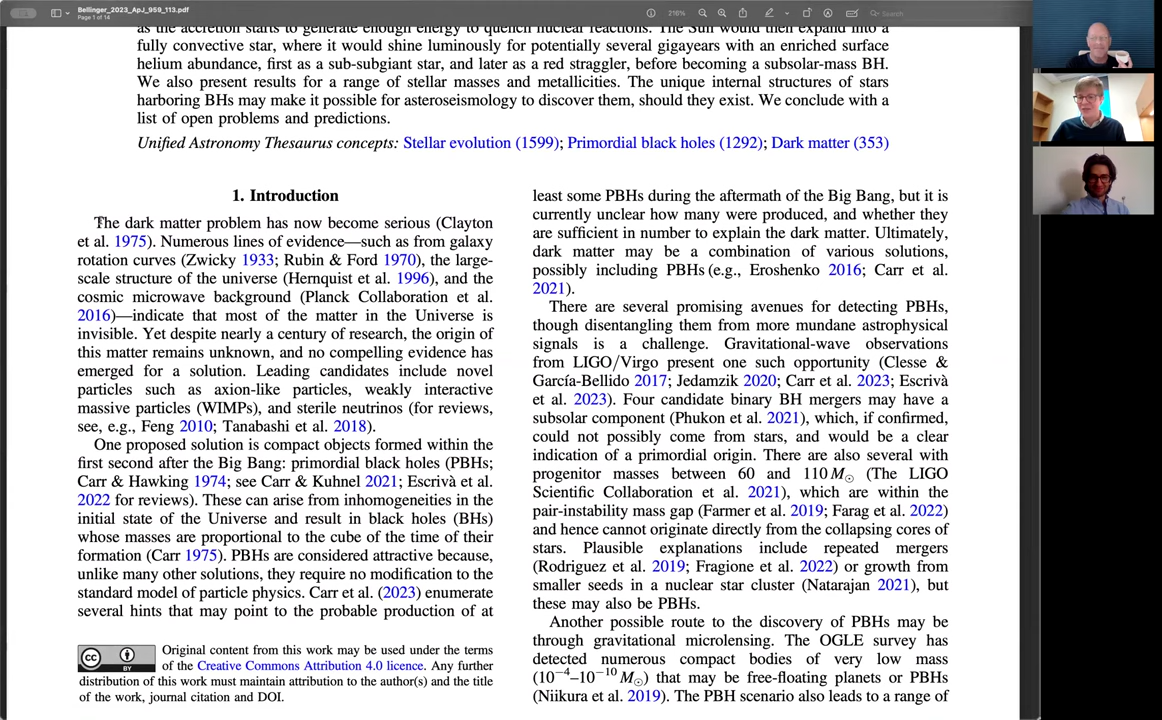 Bellinger_2023_ApJ_959_113.pdf
Page 1 of 14
216%
Search
as the accretion starts to generate enough energy to quench nuclear reactions. The Sun would then expand into a
fully convective star, where it would shine luminously for potentially several gigayears with an enriched surface
helium abundance, first as a sub-subgiant star, and later as a red straggler, before becoming a subsolar-mass BH.
We also present results for a range of stellar masses and metallicities. The unique internal structures of stars
harboring BHs may make it possible for asteroseismology to discover them, should they exist. We conclude with a
list of open problems and predictions.
Unified Astronomy Thesaurus concepts: Stellar evolution (1599); Primordial black holes (1292); Dark matter (353)
1. Introduction
The dark matter problem has now become serious (Clayton
et al. 1975). Numerous lines of evidence—such as from galaxy
rotation curves (Zwicky 1933; Rubin & Ford 1970), the large-
scale structure of the universe (Hernquist et al. 1996), and the
cosmic microwave background (Planck Collaboration et al.
2016)—indicate that most of the matter in the Universe is
invisible. Yet despite nearly a century of research, the origin of
this matter remains unknown, and no compelling evidence has
emerged for a solution. Leading candidates include novel
particles such as axion-like particles, weakly interactive
massive particles (WIMPs), and sterile neutrinos (for reviews,
see, e.g., Feng 2010; Tanabashi et al. 2018).
One proposed solution is compact objects formed within the
first second after the Big Bang: primordial black holes (PBHs;
Carr & Hawking 1974; see Carr & Kuhnel 2021; Escrivà et al.
2022 for reviews). These can arise from inhomogeneities in the
initial state of the Universe and result in black holes (BHs)
whose masses are proportional to the cube of the time of their
formation (Carr 1975). PBHs are considered attractive because,
unlike many other solutions, they require no modification to the
standard model of particle physics. Carr et al. (2023) enumerate
several hints that may point to the probable production of at
cc
BY
Original content from this work may be used under the terms
of the Creative Commons Attribution 4.0 licence. Any further
distribution of this work must maintain attribution to the author(s) and the title
of the work, journal citation and DOI.
least some PBHs during the aftermath of the Big Bang, but it is
currently unclear how many were produced, and whether they
are sufficient in number to explain the dark matter. Ultimately,
dark matter may be a combination of various solutions,
possibly including PBHs (e.g., Eroshenko 2016; Carr et al.
2021).
There are several promising avenues for detecting PBHs,
though disentangling them from more mundane astrophysical
signals is a challenge. Gravitational-wave observations
from LIGO/Virgo present one such opportunity (Clesse &
García-Bellido 2017; Jedamzik 2020; Carr et al. 2023; Escrivà
et al. 2023). Four candidate binary BH mergers may have a
subsolar component (Phukon et al. 2021), which, if confirmed,
could not possibly come from stars, and would be a clear
indication of a primordial origin. There are also several with
progenitor masses between 60 and 110 M☉ (The LIGO
Scientific Collaboration et al. 2021), which are within the
pair-instability mass gap (Farmer et al. 2019; Farag et al. 2022)
and hence cannot originate directly from the collapsing cores of
stars. Plausible explanations include repeated mergers
(Rodriguez et al. 2019; Fragione et al. 2022) or growth from
smaller seeds in a nuclear star cluster (Natarajan 2021), but
these may also be PBHs.
Another possible route to the discovery of PBHs may be
through gravitational microlensing. The OGLE survey has
detected numerous compact bodies of very low mass
(10⁻⁴–10⁻¹⁰ M☉) that may be free-floating planets or PBHs
(Niikura et al. 2019). The PBH scenario also leads to a range of